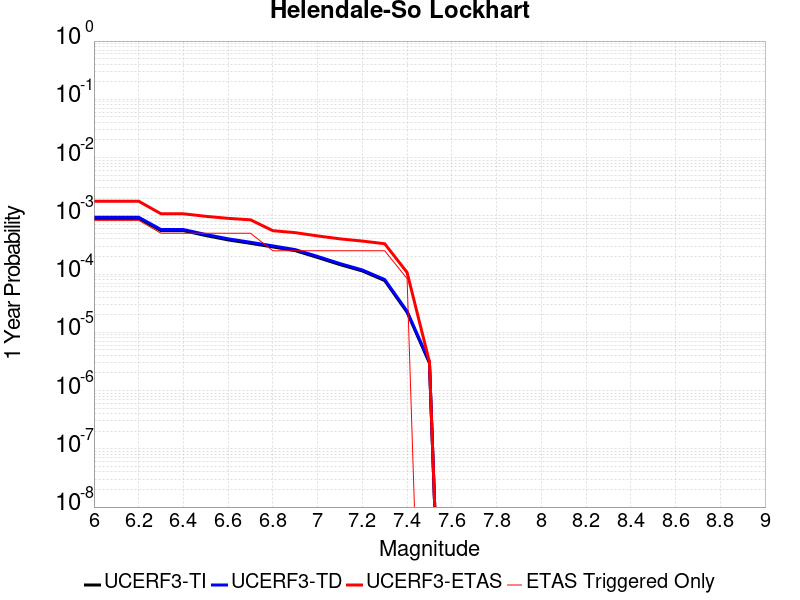 Helendale-So Lockhart
10^0
10^-1
10^-2
10^-3
10^-4
10^-5
10^-6
10^-7
10^-8
1 Year Probability
6 6.2 6.4 6.6 6.8 7 7.2 7.4 7.6 7.8 8 8.2 8.4 8.6 8.8 9
Magnitude
UCERF3-TI UCERF3-TD UCERF3-ETAS ETAS Triggered Only